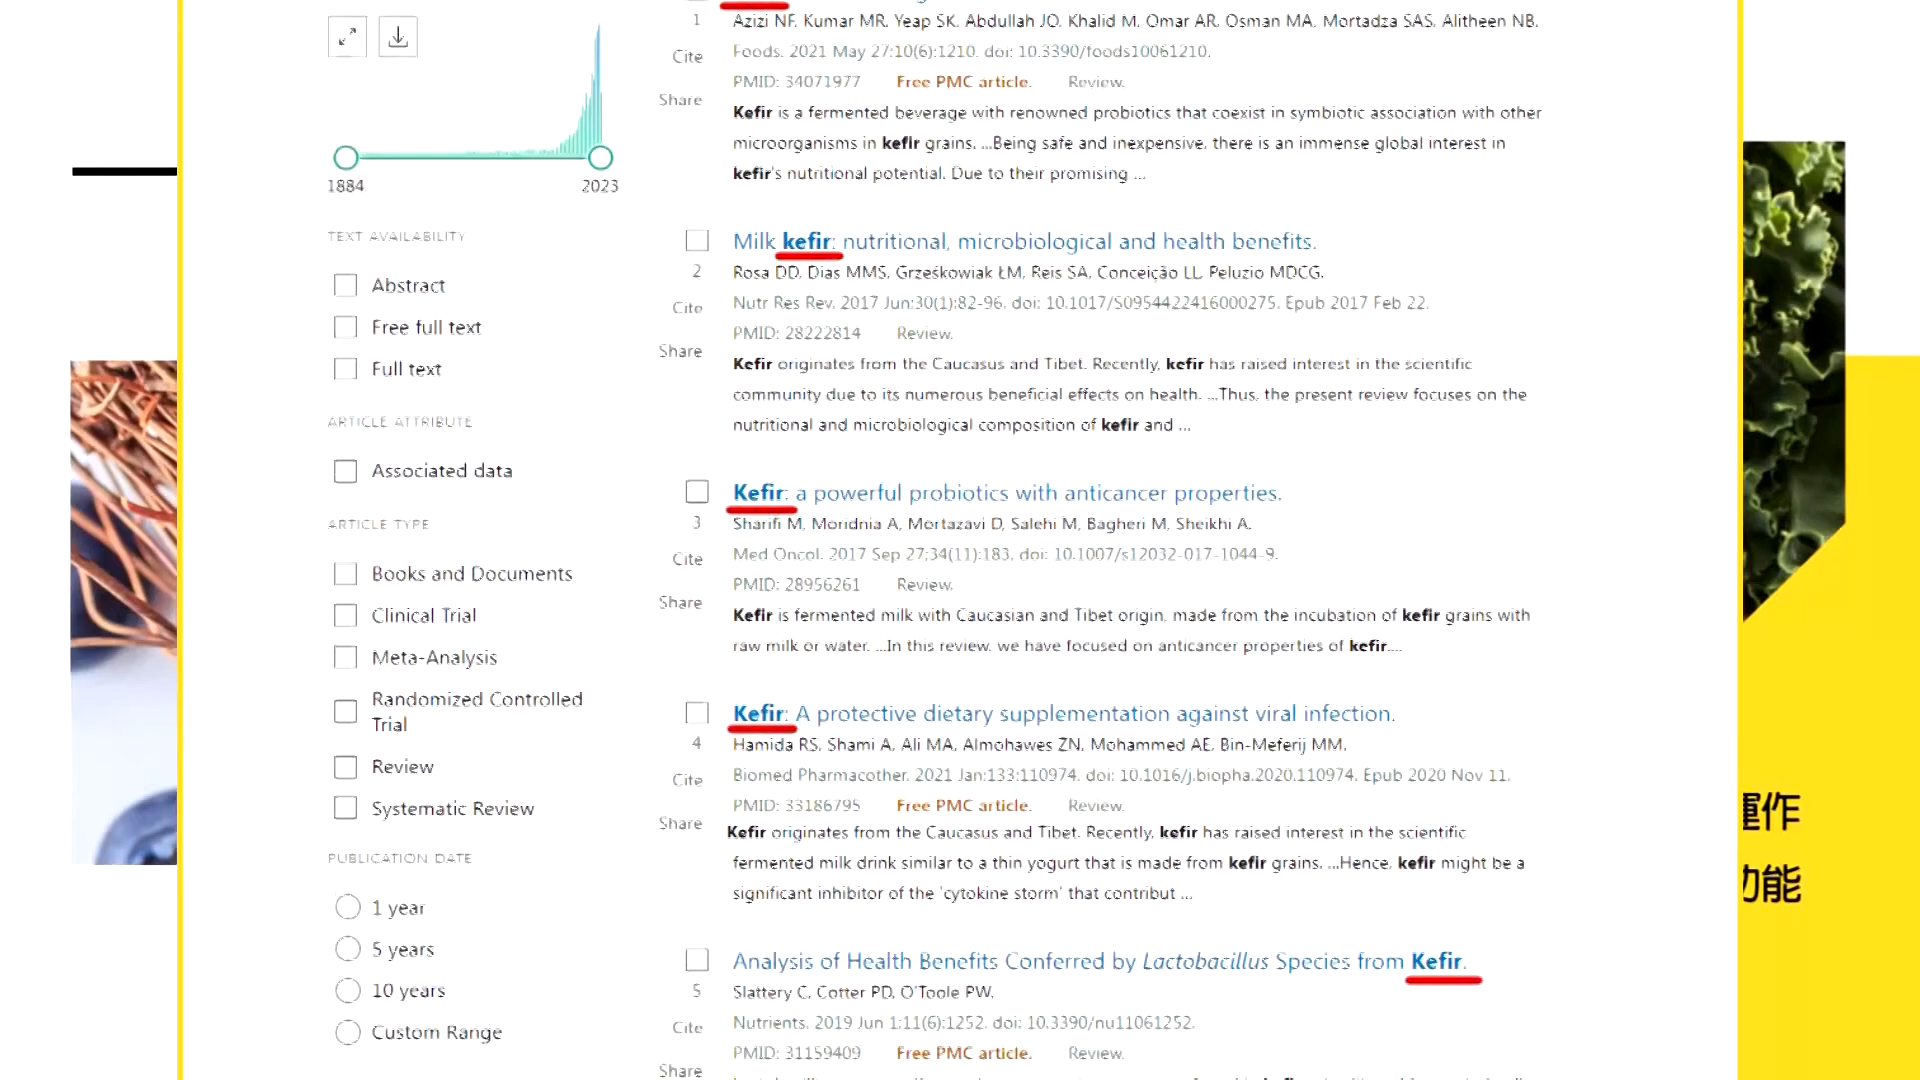 1884 2023
TEXT AVAILABILITY
Abstract
Free full text
Full text
ARTICLE ATTRIBUTE
Associated data
ARTICLE TYPE
Books and Documents
Clinical Trial
Meta-Analysis
Randomized Controlled
Trial
Review
Systematic Review
PUBLICATION DATE
1 year
5 years
10 years
Custom Range
1
Cite
Share
Azizi NF, Kumar MR, Yeap SK, Abdullah JO, Khalid M, Omar AR, Osman MA, Mortadza SAS, Alitheen NB.
Foods. 2021 May 27;10(6):1210. doi: 10.3390/foods10061210.
PMID: 34071977 Free PMC article. Review.
Kefir is a fermented beverage with renowned probiotics that coexist in symbiotic association with other
microorganisms in kefir grains. ...Being safe and inexpensive, there is an immense global interest in
kefir's nutritional potential. Due to their promising ...
2
Cite
Share
Milk kefir: nutritional, microbiological and health benefits.
Rosa DD, Dias MMS, Grześkowiak ŁM, Reis SA, Conceição LL, Peluzio MDCG.
Nutr Res Rev. 2017 Jun;30(1):82-96. doi: 10.1017/S0954422416000275. Epub 2017 Feb 22.
PMID: 28222814 Review.
Kefir originates from the Caucasus and Tibet. Recently, kefir has raised interest in the scientific
community due to its numerous beneficial effects on health. ...Thus, the present review focuses on the
nutritional and microbiological composition of kefir and ...
3
Cite
Share
Kefir: a powerful probiotics with anticancer properties.
Sharifi M, Moridnia A, Mortazavi D, Salehi M, Bagheri M, Sheikhi A.
Med Oncol. 2017 Sep 27;34(11):183. doi: 10.1007/s12032-017-1044-9.
PMID: 28956261 Review.
Kefir is fermented milk with Caucasian and Tibet origin, made from the incubation of kefir grains with
raw milk or water. ...In this review, we have focused on anticancer properties of kefir....
4
Cite
Share
Kefir: A protective dietary supplementation against viral infection.
Hamida RS, Shami A, Ali MA, Almohawes ZN, Mohammed AE, Bin-Meferij MM.
Biomed Pharmacother. 2021 Jan;133:110974. doi: 10.1016/j.biopha.2020.110974. Epub 2020 Nov 11.
PMID: 33186795 Free PMC article. Review.
Kefir originates from the Caucasus and Tibet. Recently, kefir has raised interest in the scientific
fermented milk drink similar to a thin yogurt that is made from kefir grains. ...Hence, kefir might be a
significant inhibitor of the 'cytokine storm' that contribut ...
5
Cite
Share
Analysis of Health Benefits Conferred by Lactobacillus Species from Kefir.
Slattery C, Cotter PD, O'Toole PW.
Nutrients. 2019 Jun 1;11(6):1252. doi: 10.3390/nu11061252.
PMID: 31159409 Free PMC article. Review.
運作
功能